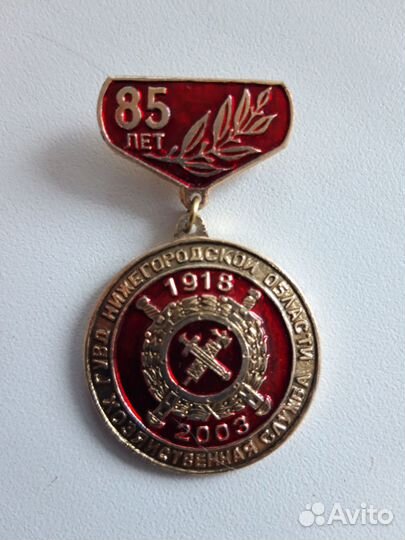 85
ЛЕТ
ГУВД НИЖЕГОРОДСКОЙ ОБЛАСТИ
1918
2003
ХОЗЯЙСТВЕННАЯ СЛУЖБА
Avito